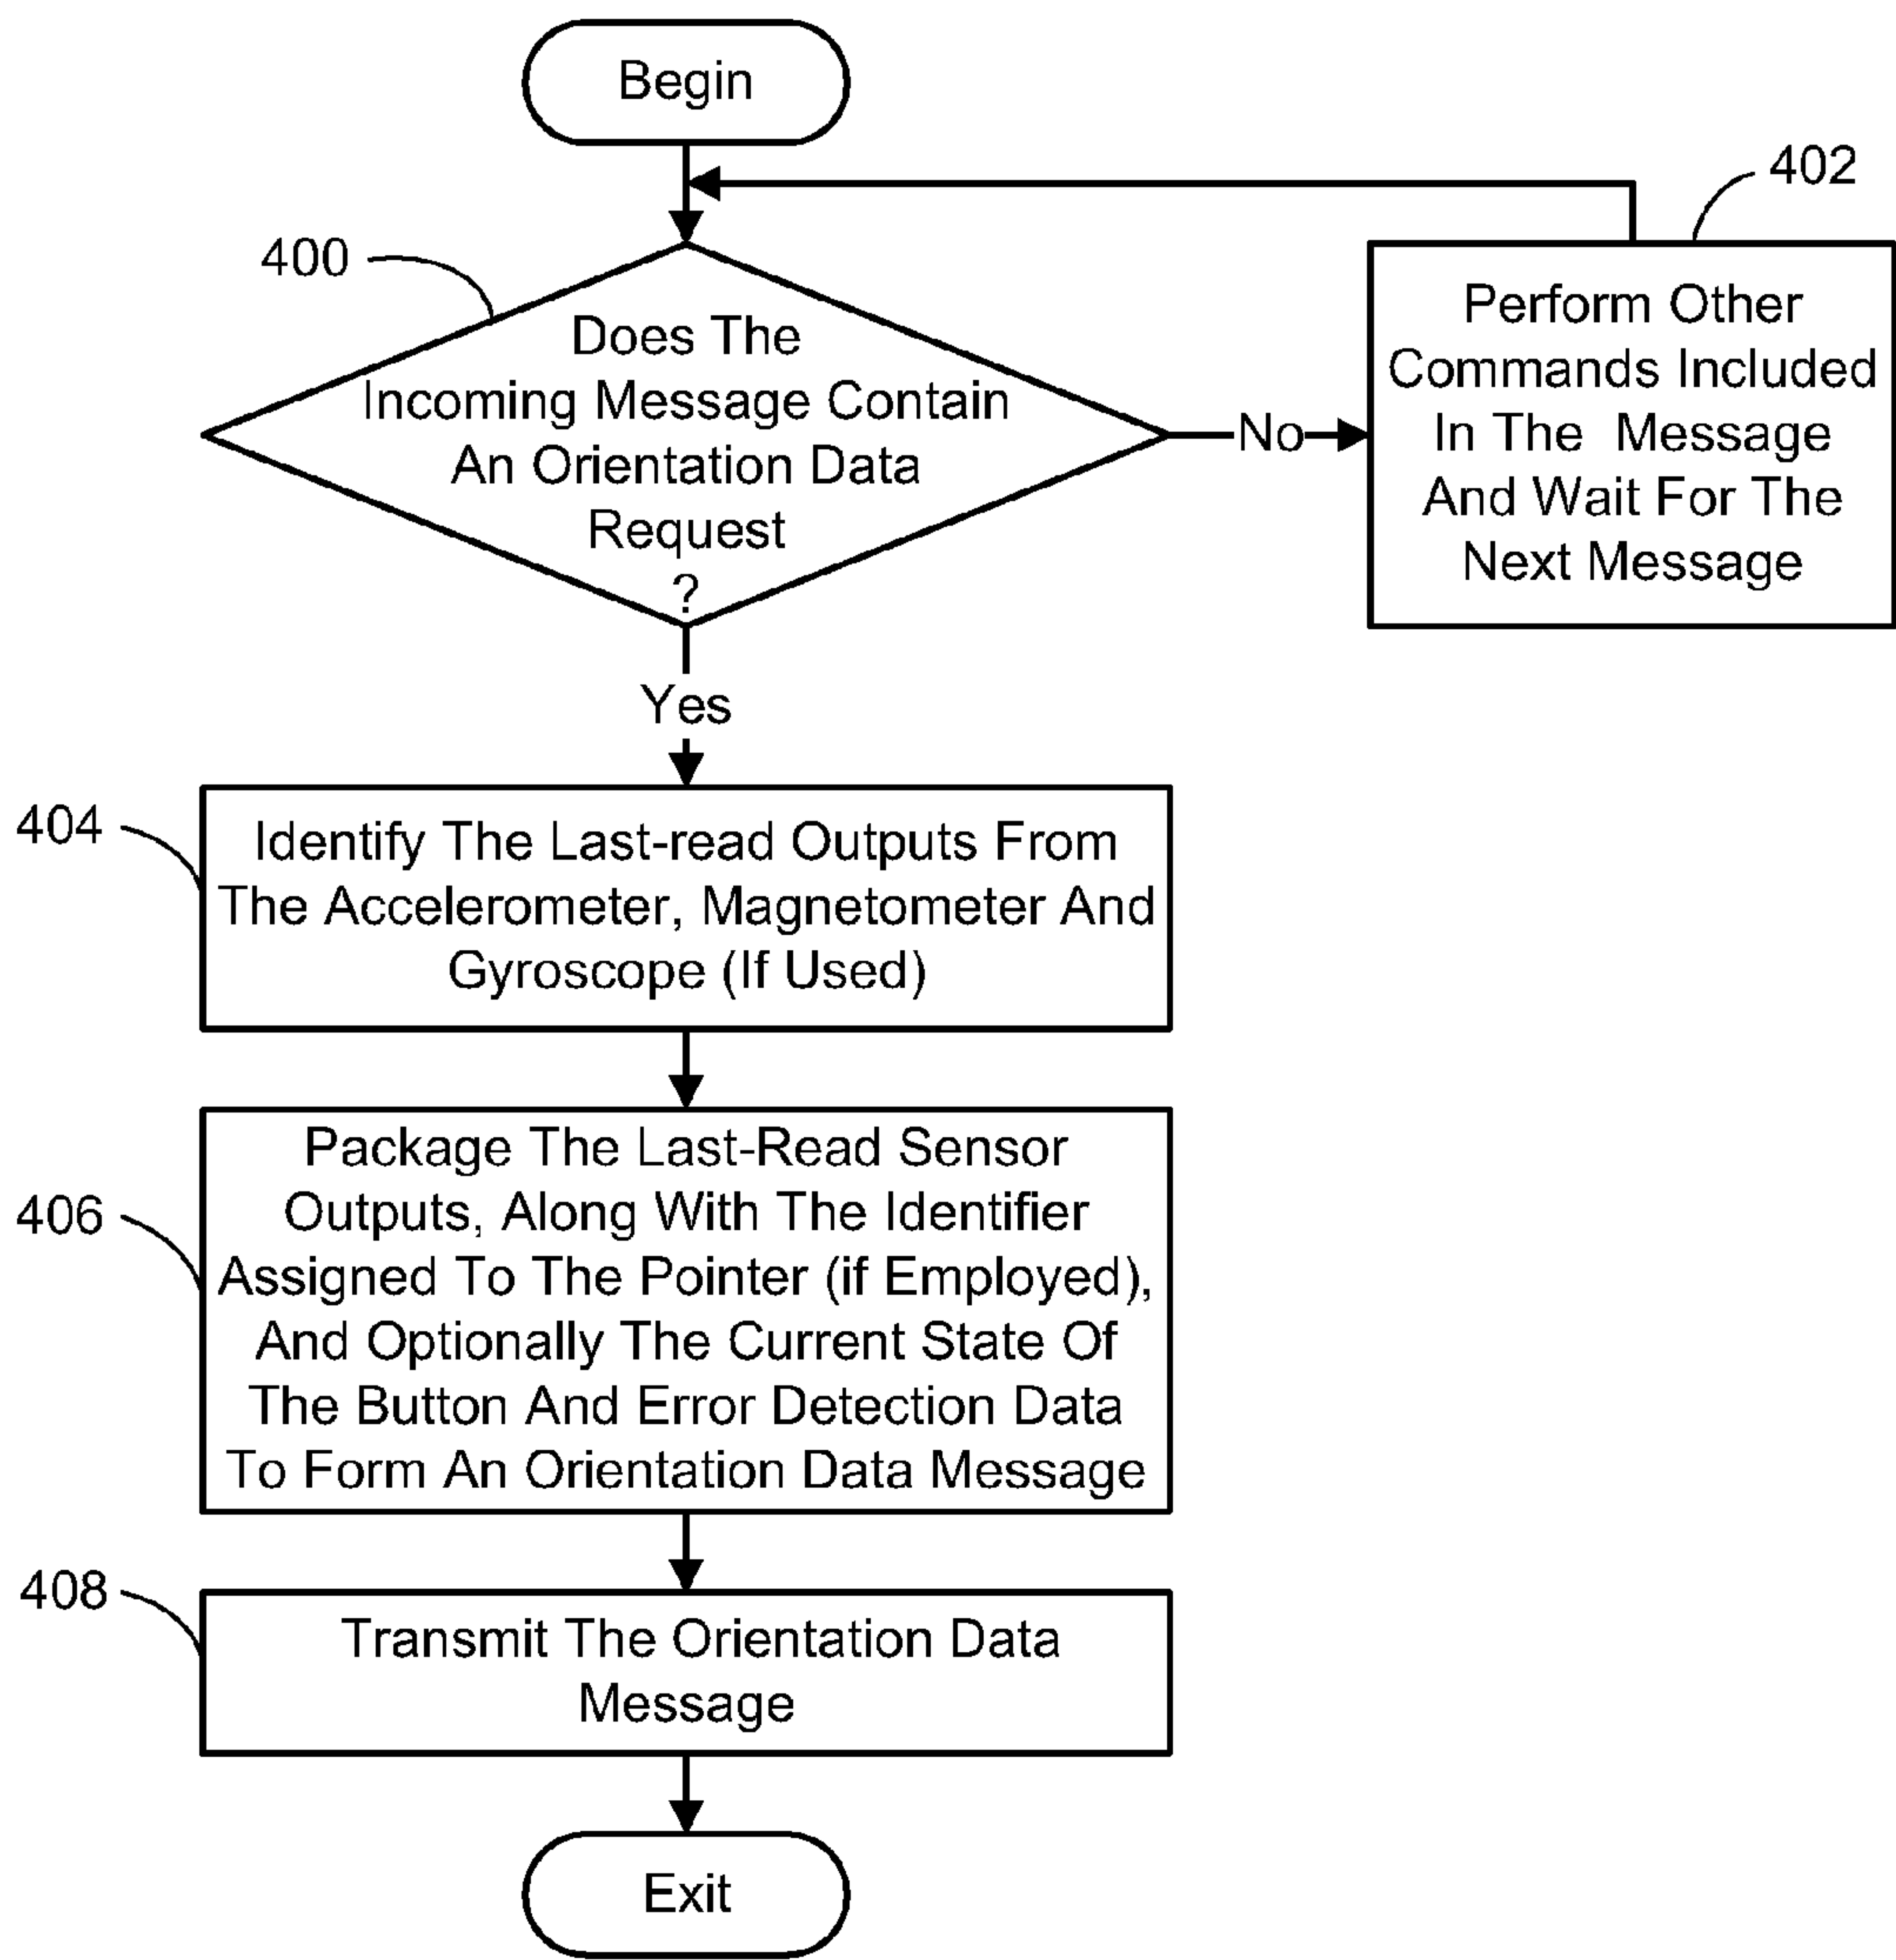 Begin
402
400
Does The
Incoming Message Contain
An Orientation Data
Request
?
No
Perform Other
Commands Included
In The Message
And Wait For The
Next Message
Yes
404
Identify The Last-read Outputs From
The Accelerometer, Magnetometer And
Gyroscope (If Used)
406
Package The Last-Read Sensor
Outputs, Along With The Identifier
Assigned To The Pointer (if Employed),
And Optionally The Current State Of
The Button And Error Detection Data
To Form An Orientation Data Message
408
Transmit The Orientation Data
Message
Exit